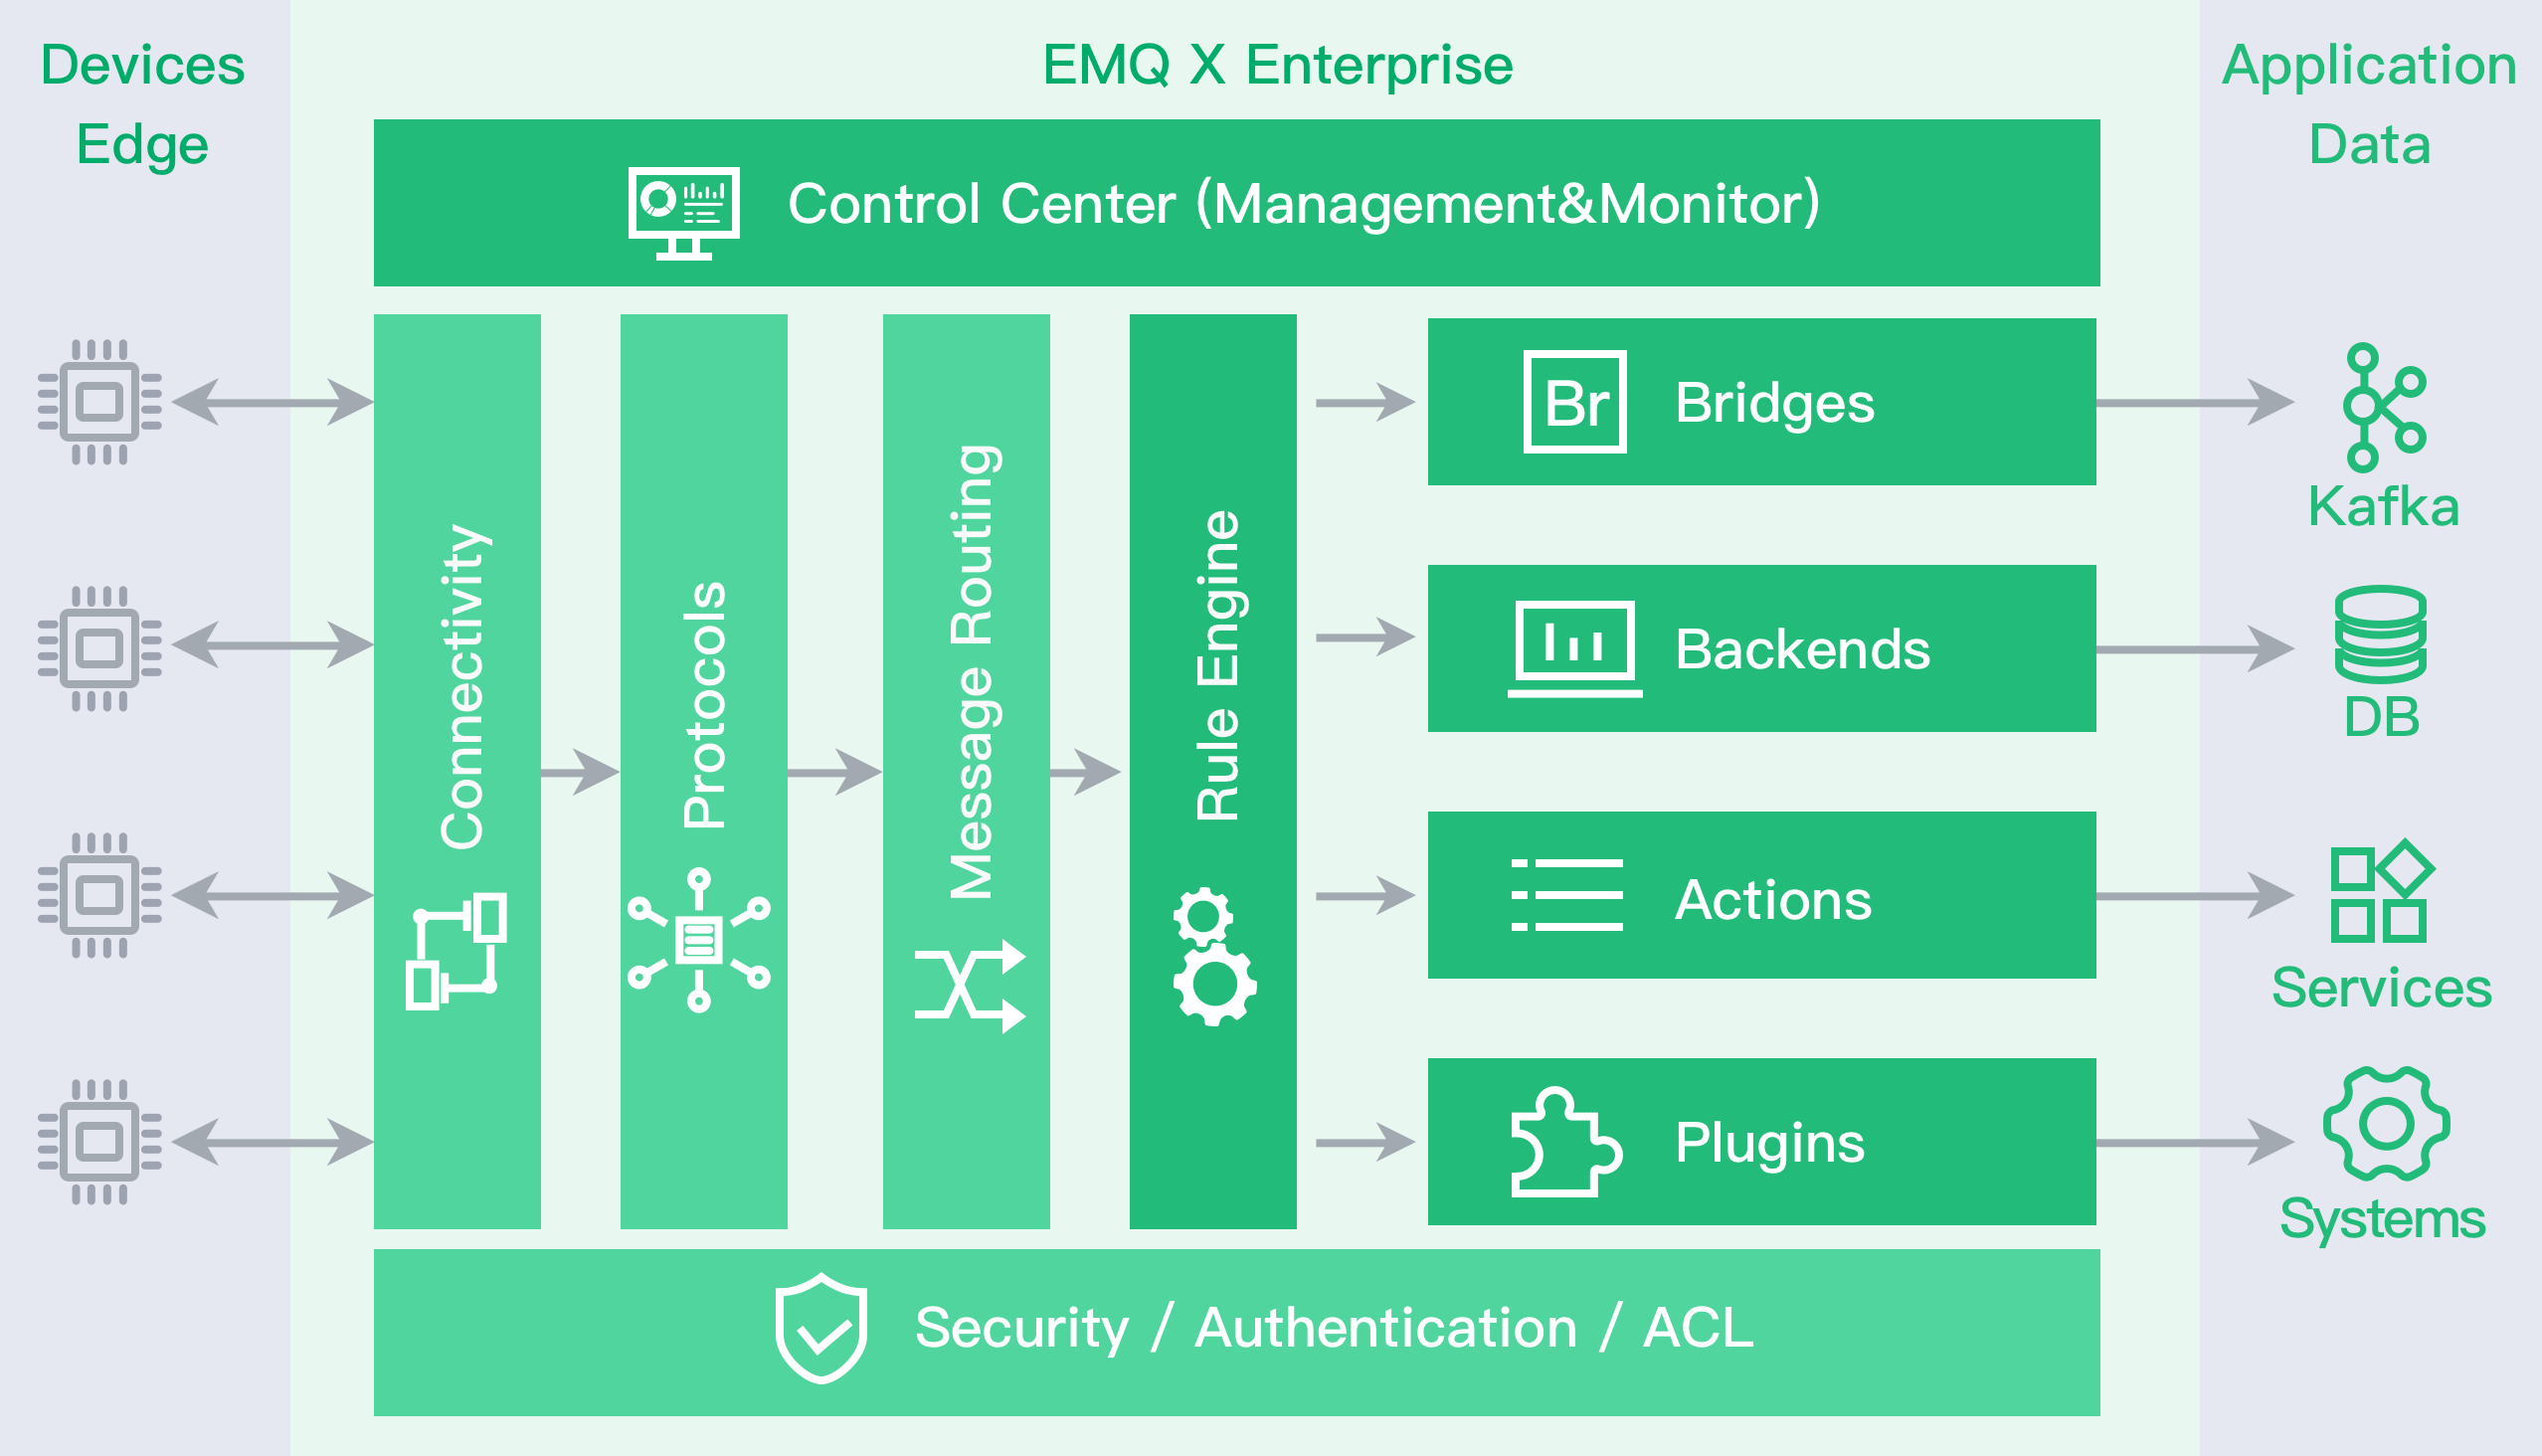 Devices
Edge
EMQ X Enterprise
Application
Data
Control Center (Management&Monitor)
Connectivity
Protocols
Message Routing
Rule Engine
Br
Bridges
Backends
Actions
Plugins
Kafka
DB
Services
Systems
Security / Authentication / ACL